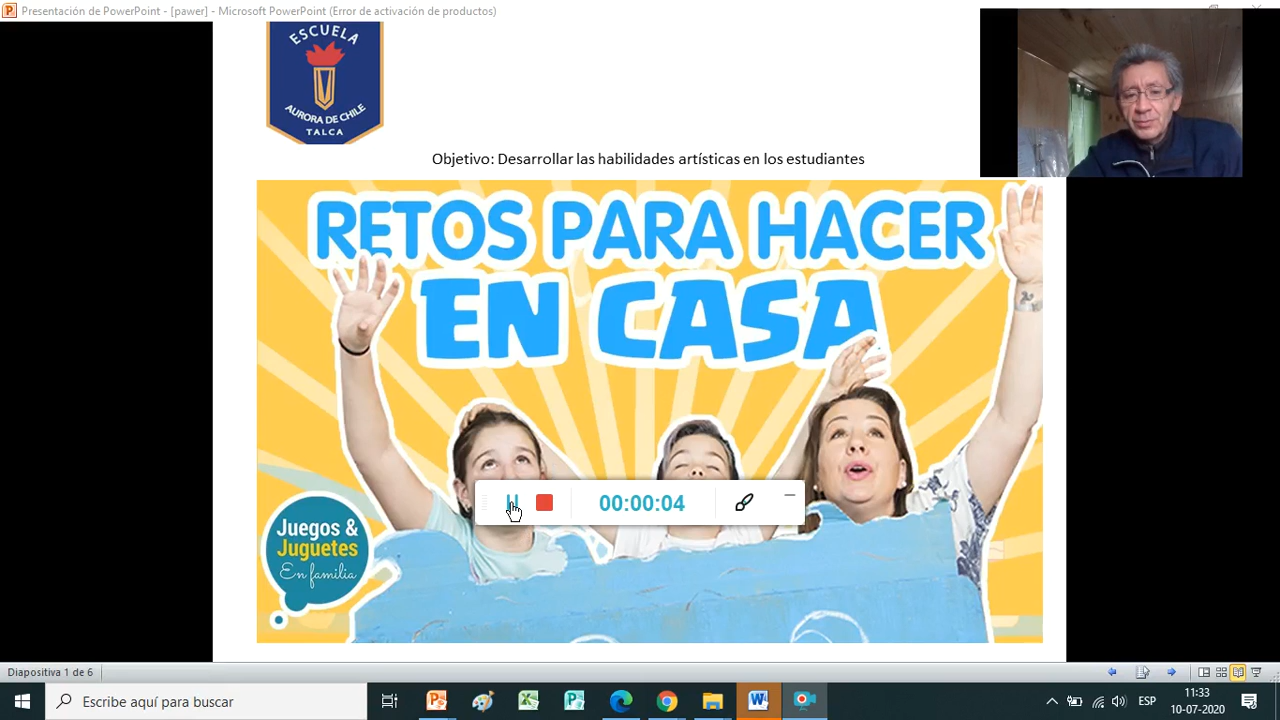 Presentación de PowerPoint - [pawer] - Microsoft PowerPoint (Error de activación de productos)
ESCUELA
AURORA DE CHILE
TALCA
Objetivo: Desarrollar las habilidades artísticas en los estudiantes
RETOS PARA HACER
EN CASA
00:00:04
Juegos &
Juguetes
En familia
Diapositiva 1 de 6
Escribe aquí para buscar
ESP
11:33
10-07-2020